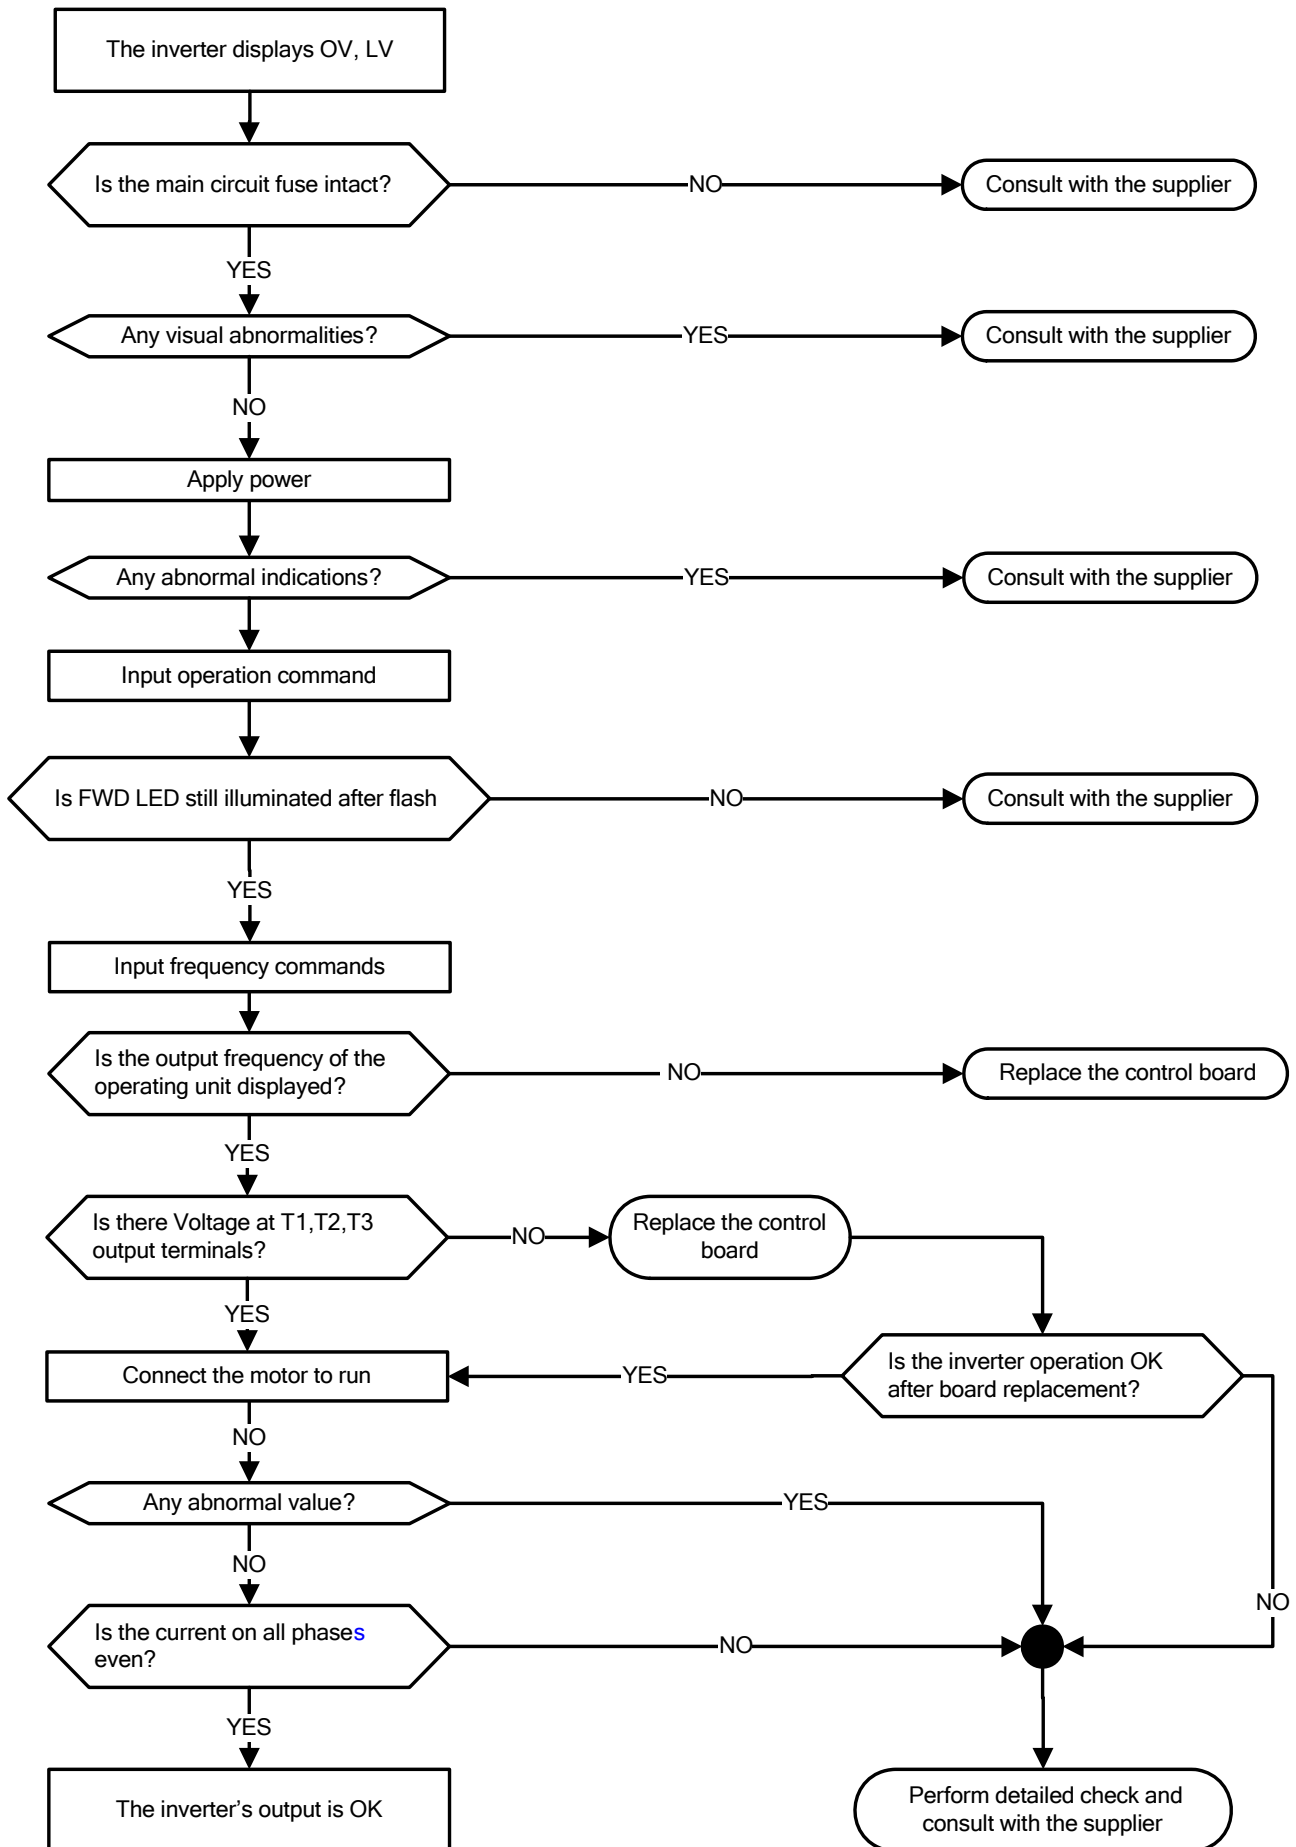 The inverter displays OV, LV
Is the main circuit fuse intact?
NO
Consult with the supplier
YES
Any visual abnormalities?
YES
Consult with the supplier
NO
Apply power
Any abnormal indications?
YES
Consult with the supplier
Input operation command
Is FWD LED still illuminated after flash
NO
Consult with the supplier
YES
Input frequency commands
Is the output frequency of the
operating unit displayed?
NO
Replace the control board
YES
Is there Voltage at T1,T2,T3
output terminals?
NO
Replace the control
board
YES
Connect the motor to run
YES
Is the inverter operation OK
after board replacement?
NO
Any abnormal value?
YES
NO
NO
Is the current on all phases
even?
NO
YES
The inverter’s output is OK
Perform detailed check and
consult with the supplier